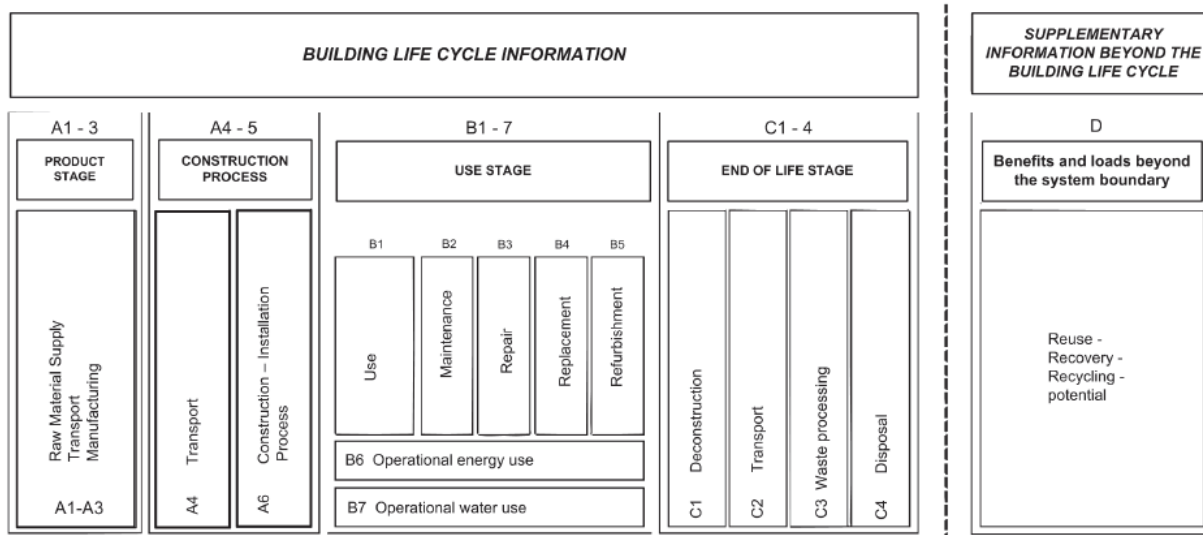 BUILDING LIFE CYCLE INFORMATION
SUPPLEMENTARY
INFORMATION BEYOND THE
BUILDING LIFE CYCLE
A1 - 3
A4 - 5
B1 - 7
C1 - 4
D
PRODUCT
STAGE
CONSTRUCTION
PROCESS
USE STAGE
END OF LIFE STAGE
Benefits and loads beyond
the system boundary
Raw Material Supply
Transport
Manufacturing
A1-A3
A4 Transport
A6 Construction – Installation
Process
B1
B2
B3
B4
B5
Use
Maintenance
Repair
Replacement
Refurbishment
B6 Operational energy use
B7 Operational water use
C1 Deconstruction
C2 Transport
C3 Waste processing
C4 Disposal
Reuse -
Recovery -
Recycling -
potential